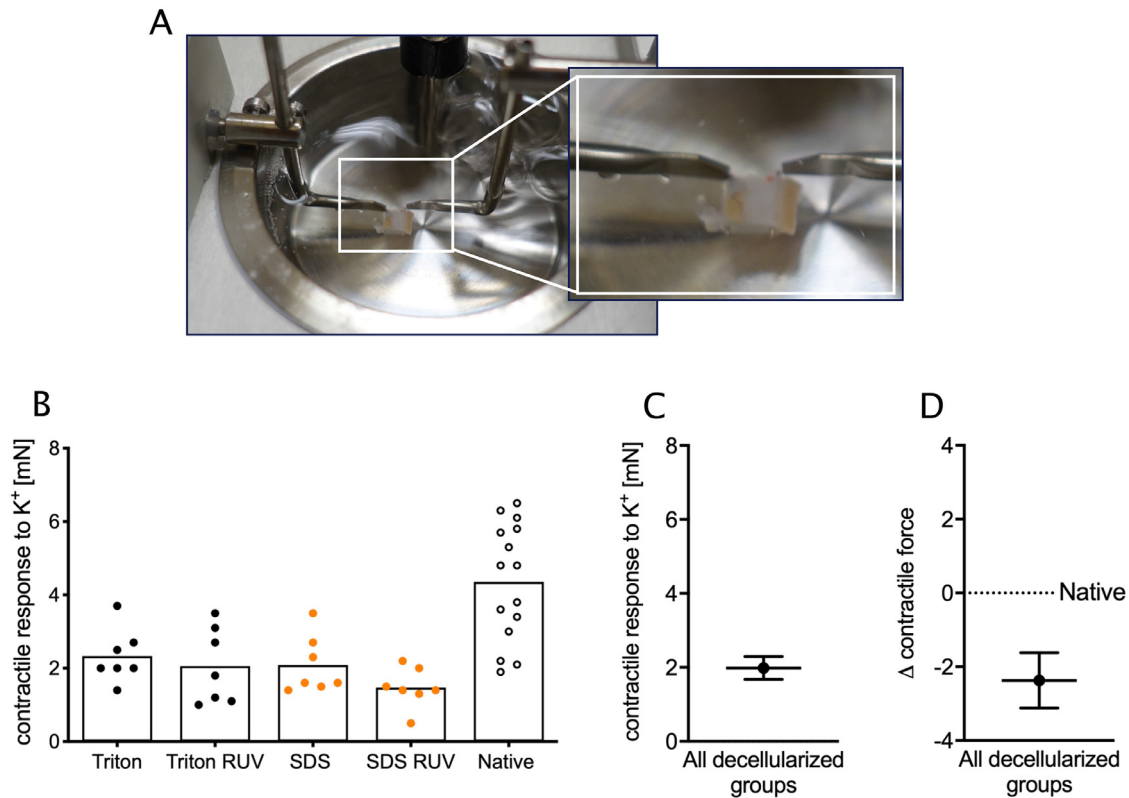 A
B
contractile response to K⁺ [mN]
8
6
4
2
0
Triton
Triton RUV
SDS
SDS RUV
Native
C
contractile response to K⁺ [mN]
8
6
4
2
0
All decellularized
groups
D
Δ contractile force
4
2
0
-2
-4
Native
All decellularized
groups